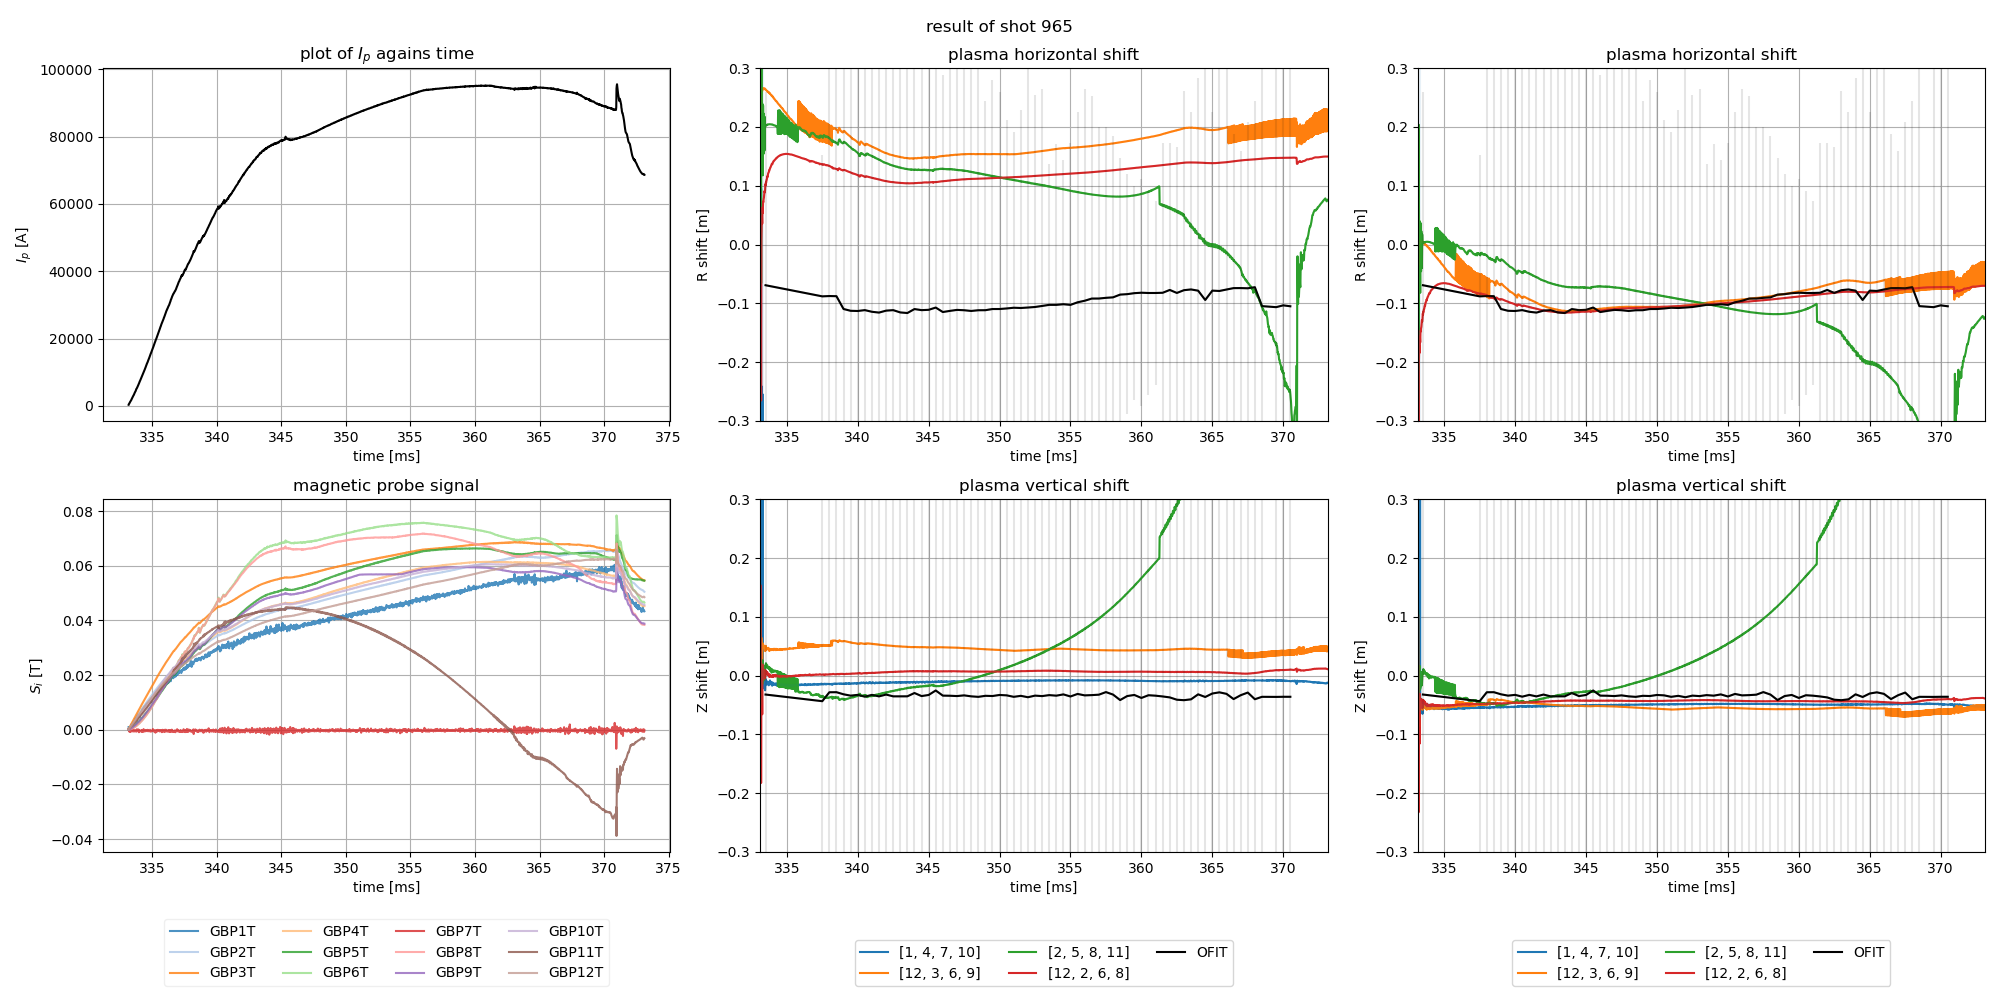 result of shot 965
plot of Ip agains time
100000
80000
60000
40000
20000
0
Ip [A]
335 340 345 350 355 360 365 370 375
time [ms]
plasma horizontal shift
0.3
0.2
0.1
0.0
−0.1
−0.2
−0.3
R shift [m]
335 340 345 350 355 360 365 370
time [ms]
plasma horizontal shift
0.3
0.2
0.1
0.0
−0.1
−0.2
−0.3
R shift [m]
335 340 345 350 355 360 365 370
time [ms]
magnetic probe signal
0.08
0.06
0.04
0.02
0.00
−0.02
−0.04
Si [T]
335 340 345 350 355 360 365 370 375
time [ms]
plasma vertical shift
0.3
0.2
0.1
0.0
−0.1
−0.2
−0.3
Z shift [m]
335 340 345 350 355 360 365 370
time [ms]
plasma vertical shift
0.3
0.2
0.1
0.0
−0.1
−0.2
−0.3
Z shift [m]
335 340 345 350 355 360 365 370
time [ms]
GBP1T GBP4T GBP7T GBP10T
GBP2T GBP5T GBP8T GBP11T
GBP3T GBP6T GBP9T GBP12T
[1, 4, 7, 10] [2, 5, 8, 11] OFIT
[12, 3, 6, 9] [12, 2, 6, 8]
[1, 4, 7, 10] [2, 5, 8, 11] OFIT
[12, 3, 6, 9] [12, 2, 6, 8]